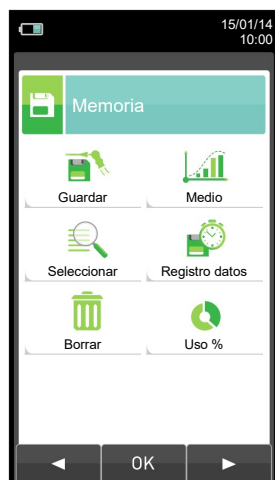 15/01/14
10:00
Memoria
Guardar
Medio
Seleccionar
Registro datos
Borrar
Uso %
OK